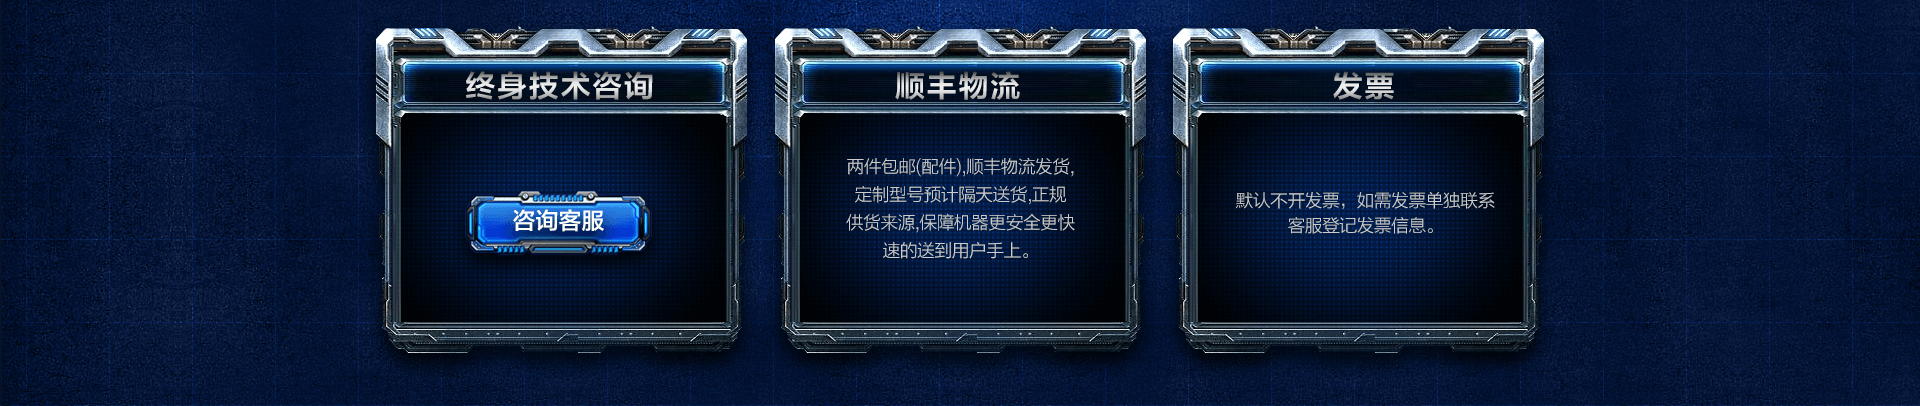 终身技术咨询
咨询客服
顺丰物流
两件包邮(配件),顺丰物流发货,
定制型号预计隔天送货,正规
供货来源,保障机器更安全更快
速的送到用户手上。
发票
默认不开发票，如需发票单独联系
客服登记发票信息。